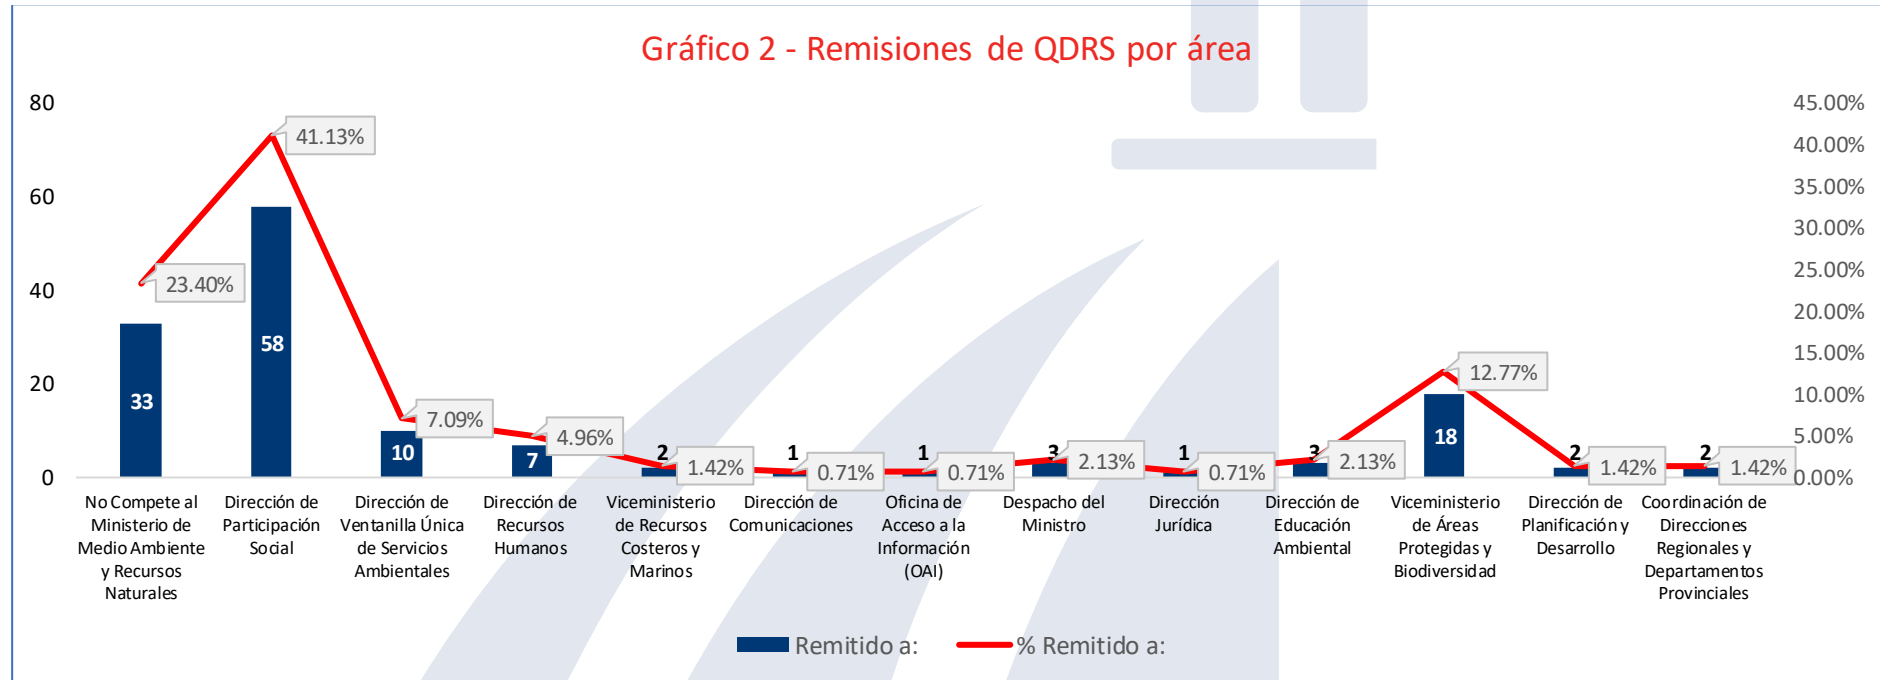 Gráfico 2 - Remisiones de QDRS por área
80
60
40
20
0
45.00%
40.00%
35.00%
30.00%
25.00%
20.00%
15.00%
10.00%
5.00%
0.00%
23.40%
41.13%
7.09%
4.96%
1.42%
0.71%
0.71%
2.13%
0.71%
2.13%
12.77%
1.42%
1.42%
33
58
10
7
2
1
1
3
1
3
18
2
2
No Compete al
Ministerio de
Medio Ambiente
y Recursos
Naturales
Dirección de
Participación
Social
Dirección de
Ventanilla Única
de Servicios
Ambientales
Dirección de
Recursos
Humanos
Viceministerio
de Recursos
Costeros y
Marinos
Dirección de
Comunicaciones
Oficina de
Acceso a la
Información
(OAI)
Despacho del
Ministro
Dirección
Jurídica
Dirección de
Educación
Ambiental
Viceministerio
de Áreas
Protegidas y
Biodiversidad
Dirección de
Planificación y
Desarrollo
Coordinación de
Direcciones
Regionales y
Departamentos
Provinciales
Remitido a:
% Remitido a: